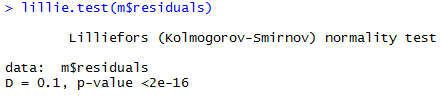 > lillie.test(m$residuals)
Lilliefors (Kolmogorov-Smirnov) normality test
data:  m$residuals
D = 0.1, p-value <2e-16